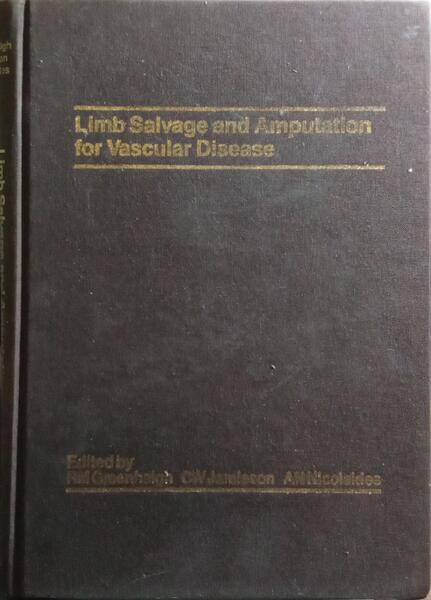 Limb Salvage and Amputation
for Vascular Disease
Edited by
RM Greenhalgh CW Jamieson AN Nicolaides